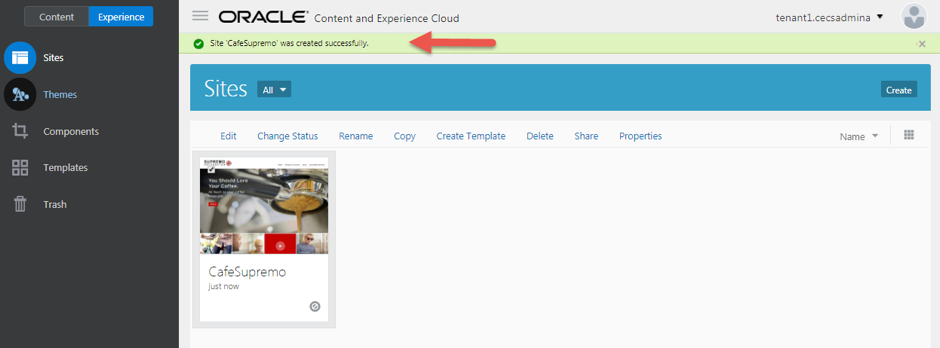 Content Experience
ORACLE Content and Experience Cloud
tenant1.cecsadmina
Site 'CafeSupremo' was created successfully.
Sites
Themes
Components
Templates
Trash
Sites All
Create
Edit Change Status Rename Copy Create Template Delete Share Properties
Name
SUPREMO
You Should Love
Your Coffee.
CafeSupremo
just now